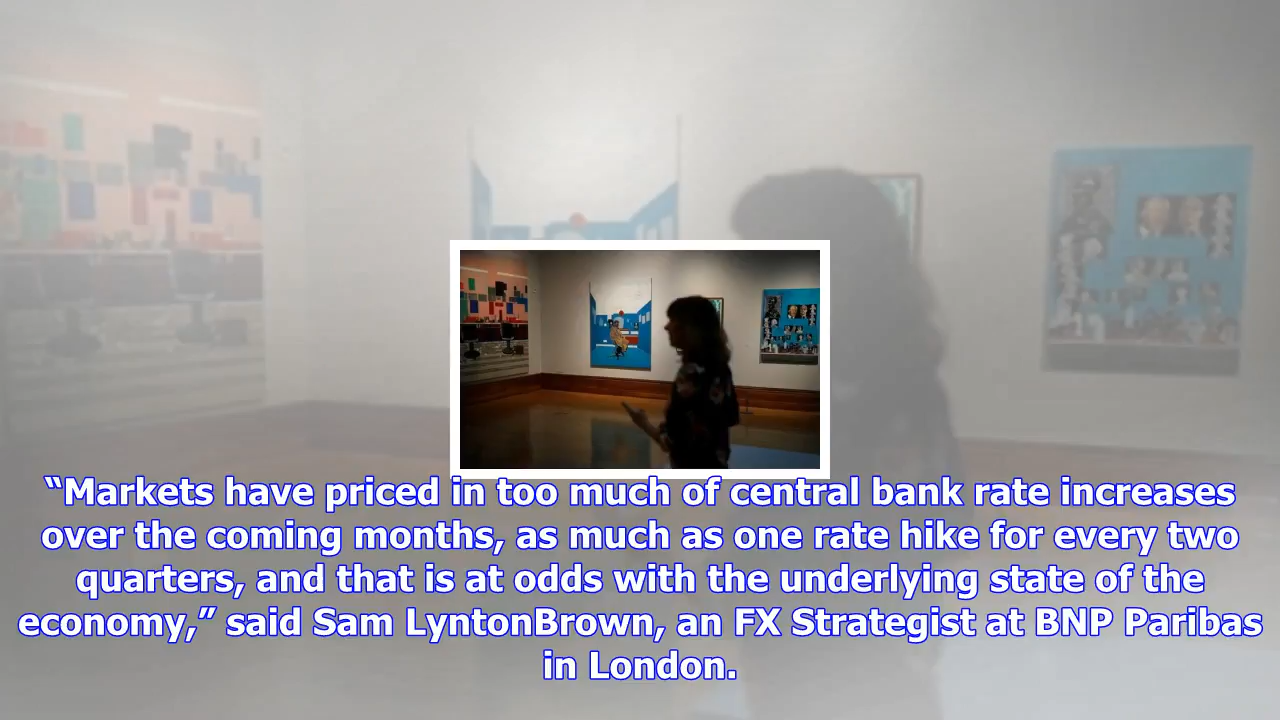 “Markets have priced in too much of central bank rate increases
over the coming months, as much as one rate hike for every two
quarters, and that is at odds with the underlying state of the
economy,” said Sam LyntonBrown, an FX Strategist at BNP Paribas
in London.